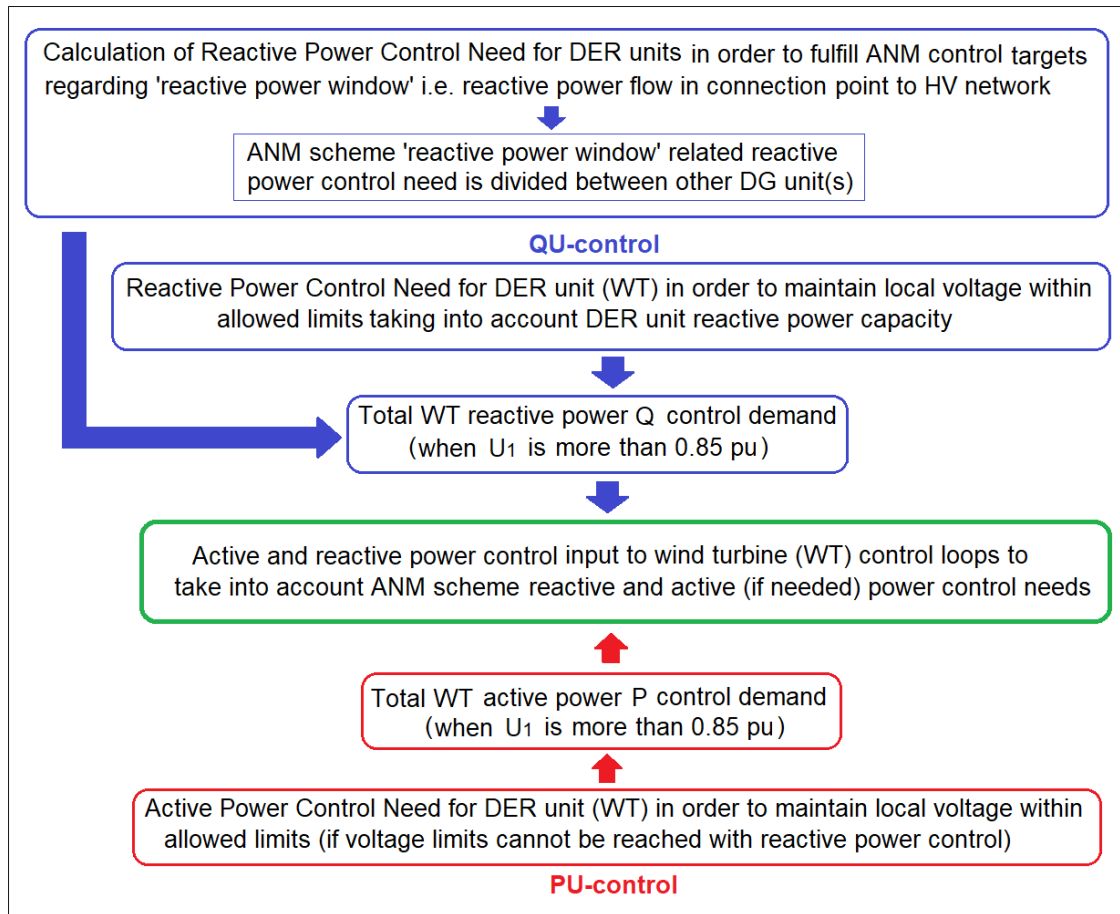 Calculation of Reactive Power Control Need for DER units in order to fulfill ANM control targets
regarding 'reactive power window' i.e. reactive power flow in connection point to HV network
ANM scheme 'reactive power window' related reactive
power control need is divided between other DG unit(s)
QU-control
Reactive Power Control Need for DER unit (WT) in order to maintain local voltage within
allowed limits taking into account DER unit reactive power capacity
Total WT reactive power Q control demand
(when U1 is more than 0.85 pu)
Active and reactive power control input to wind turbine (WT) control loops to
take into account ANM scheme reactive and active (if needed) power control needs
Total WT active power P control demand
(when U1 is more than 0.85 pu)
Active Power Control Need for DER unit (WT) in order to maintain local voltage within
allowed limits (if voltage limits cannot be reached with reactive power control)
PU-control